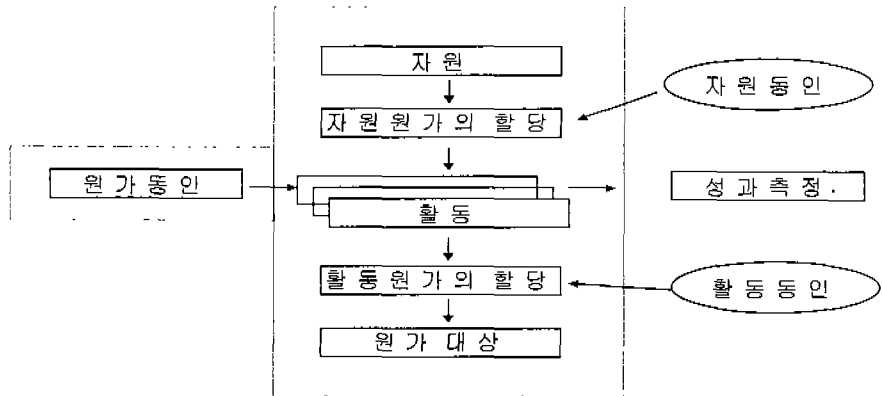 자 원
자 원 동 인
자 원 원 가 의 할 당
원 가 동 인
성 과 측 정 .
활 동
활 동 원 가 의 할 당
활 동 동 인
원 가 대 상